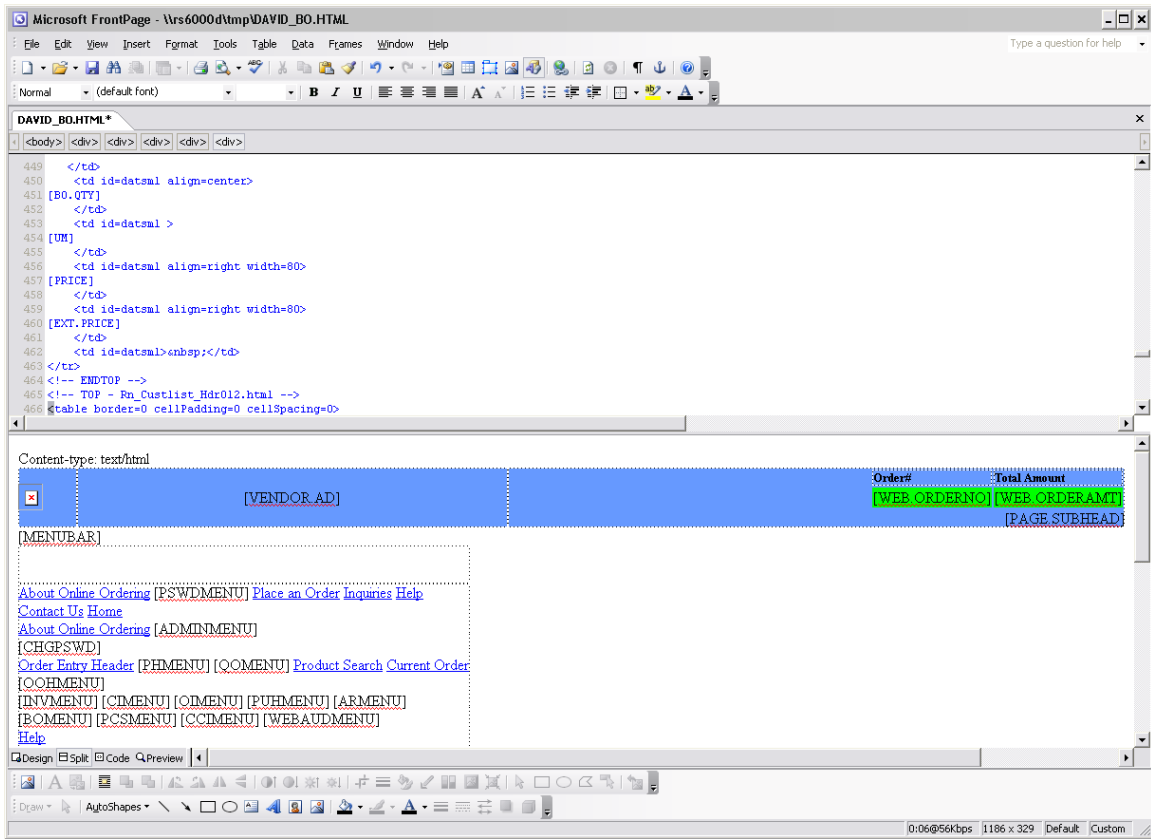 Microsoft FrontPage - \\rs6000d\tmp\DAVID_BO.HTML
File Edit View Insert Format Tools Table Data Frames Window Help
Type a question for help
Normal (default font) B I U
DAVID_BO.HTML*
<body> <div> <div> <div> <div> <div>
449 </td>
450 <td id=datsml align=center>
451 [BO.QTY]
452 </td>
453 <td id=datsml >
454 [UM]
455 </td>
456 <td id=datsml align=right width=80>
457 [PRICE]
458 </td>
459 <td id=datsml align=right width=80>
460 [EXT.PRICE]
461 </td>
462 <td id=datsml>&nbsp;</td>
463 </tr>
464 <!-- ENDTOP -->
465 <!-- TOP - Rn_Custlist_Hdr012.html -->
466 <table border=0 cellPadding=0 cellSpacing=0>
Content-type: text/html
Order# Total Amount
[VENDOR.AD] [WEB.ORDERNO] [WEB.ORDERAMT]
[PAGE.SUBHEAD]
[MENUBAR]
About Online Ordering [PSWDMENU] Place an Order Inquiries Help
Contact Us Home
About Online Ordering [ADMINMENU]
[CHGPSWD]
Order Entry Header [PHMENU] [QOMENU] Product Search Current Order
[OOHMENU]
[INVMENU] [CIMENU] [OIMENU] [PUHMENU] [ARMENU]
[BOMENU] [PCSMENU] [CCIMENU] [WEBAUDMENU]
Help
Design Split Code Preview
Draw AutoShapes
0:06@56Kbps 1186 x 329 Default Custom